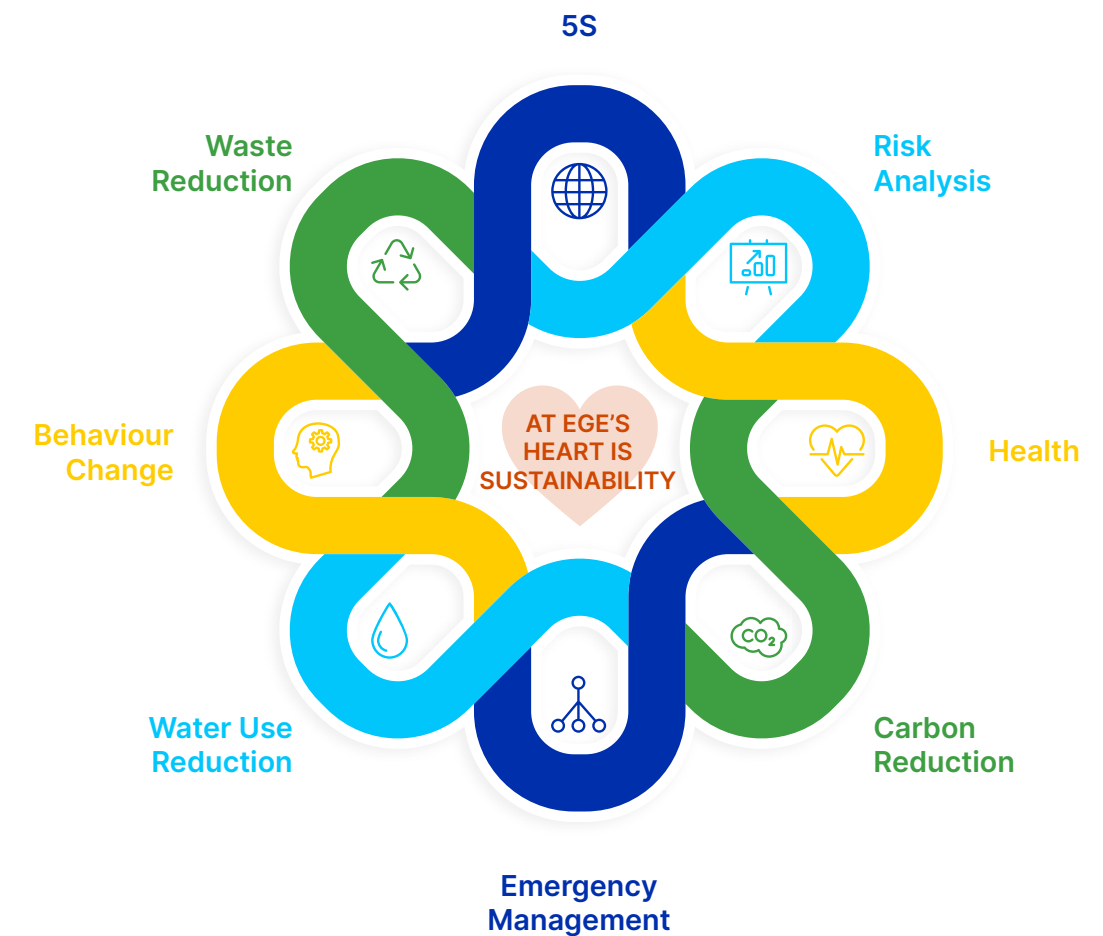 5S
Waste
Reduction
Risk
Analysis
Behaviour
Change
AT EGE’S
HEART IS
SUSTAINABILITY
Health
CO₂
Water Use
Reduction
Carbon
Reduction
Emergency
Management